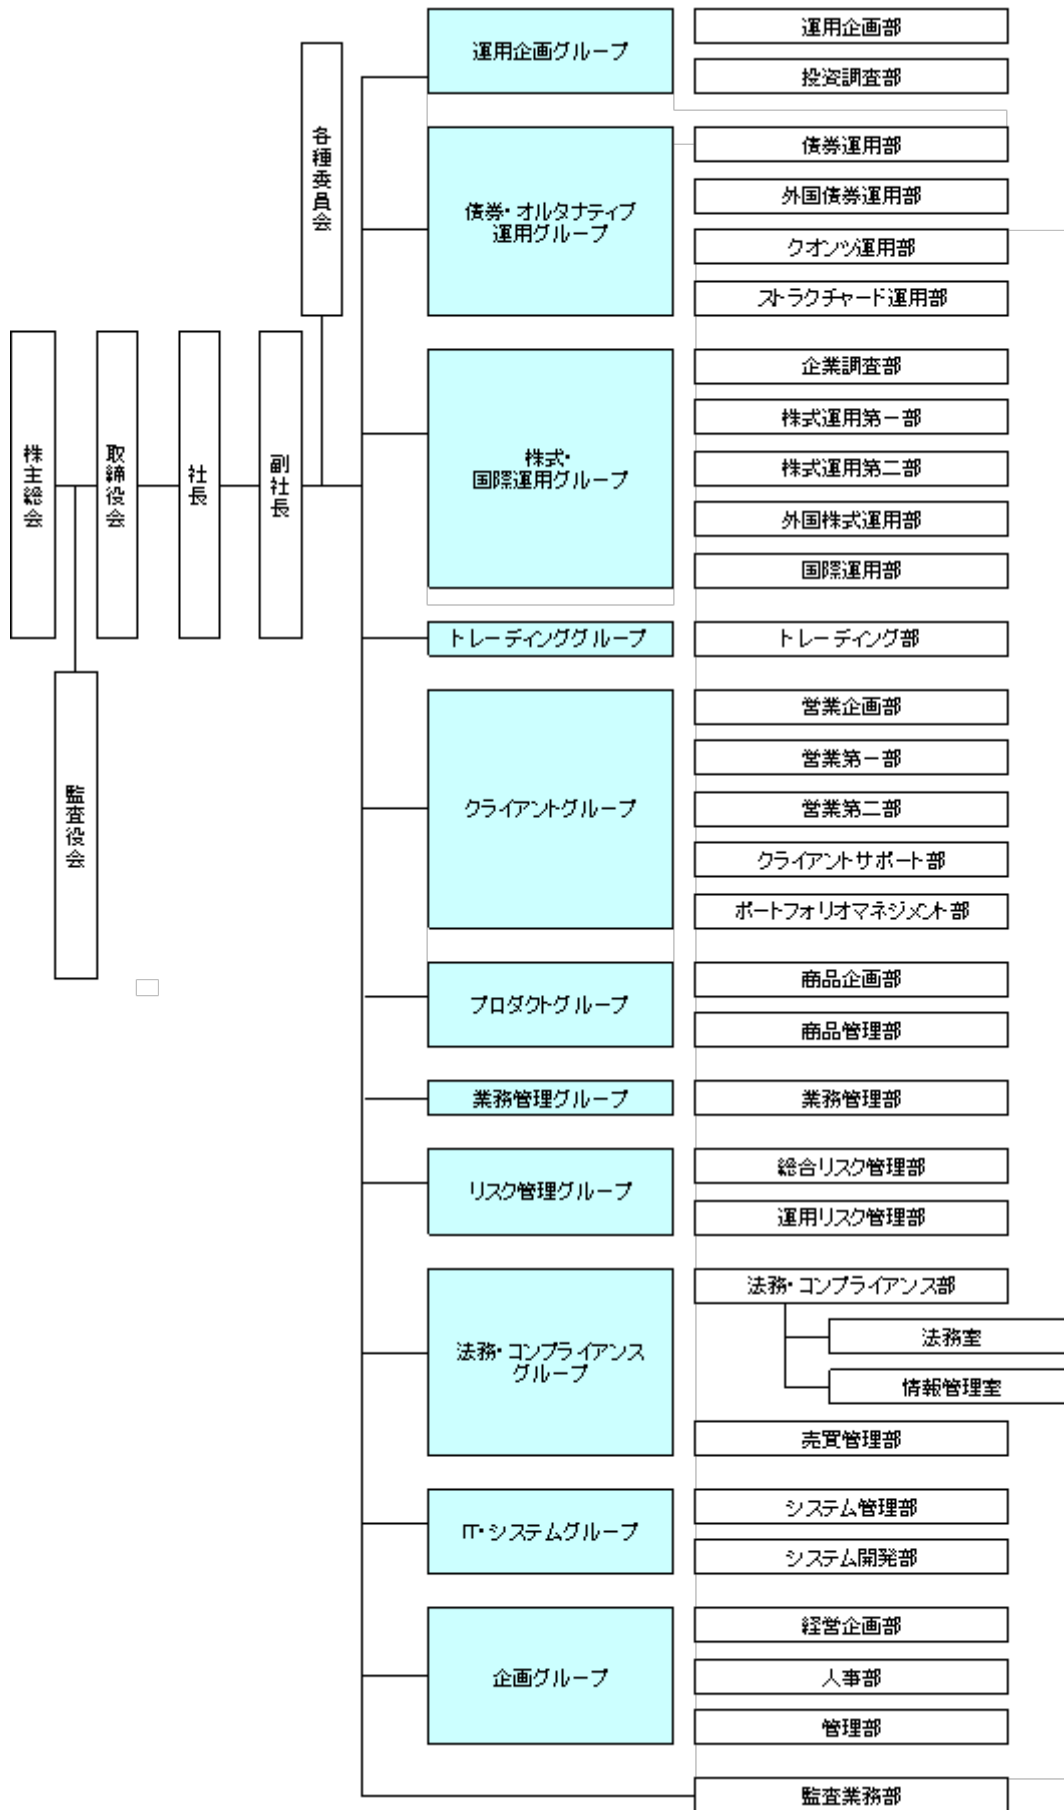 株主総会
監査役会
取締役会
社長
副社長
各種委員会
運用企画グループ
運用企画部
投資調査部
債券・オルタナティブ
運用グループ
債券運用部
外国債券運用部
クオンツ運用部
ストラクチャード運用部
株式・
国際運用グループ
企業調査部
株式運用第一部
株式運用第二部
外国株式運用部
国際運用部
トレーディンググループ
トレーディング部
クライアントグループ
営業企画部
営業第一部
営業第二部
クライアントサポート部
ポートフォリオマネジメント部
プロダクトグループ
商品企画部
商品管理部
業務管理グループ
業務管理部
リスク管理グループ
総合リスク管理部
運用リスク管理部
法務・コンプライアンス
グループ
法務・コンプライアンス部
法務室
情報管理室
売買管理部
IT・システムグループ
システム管理部
システム開発部
企画グループ
経営企画部
人事部
管理部
監査業務部